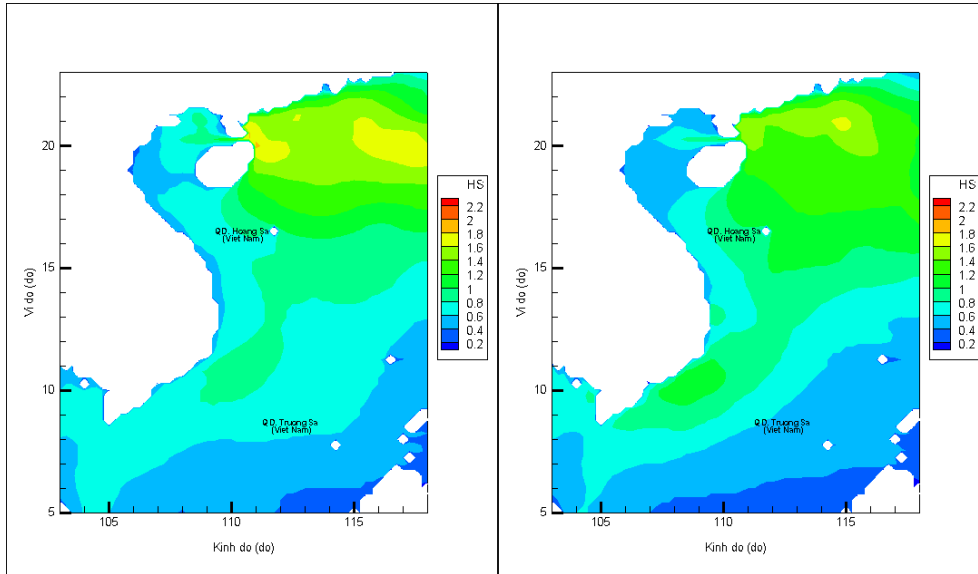 20
15
10
5
105
110
115
Vi do (do)
Kinh do (do)
Q.D. Hoang Sa
(Viet Nam)
Q.D. Truong Sa
(Viet Nam)
HS
2.2
2
1.8
1.6
1.4
1.2
1
0.8
0.6
0.4
0.2
20
15
10
5
105
110
115
Vi do (do)
Kinh do (do)
Q.D. Hoang Sa
(Viet Nam)
Q.D. Truong Sa
(Viet Nam)
HS
2.2
2
1.8
1.6
1.4
1.2
1
0.8
0.6
0.4
0.2